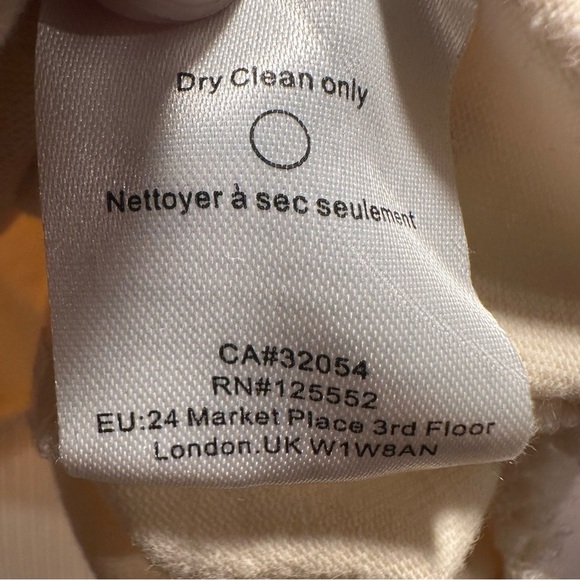 Dry Clean only
Nettoyer à sec seulement
CA#32054
RN#125552
EU:24 Market Place 3rd Floor
London.UK W1W8AN